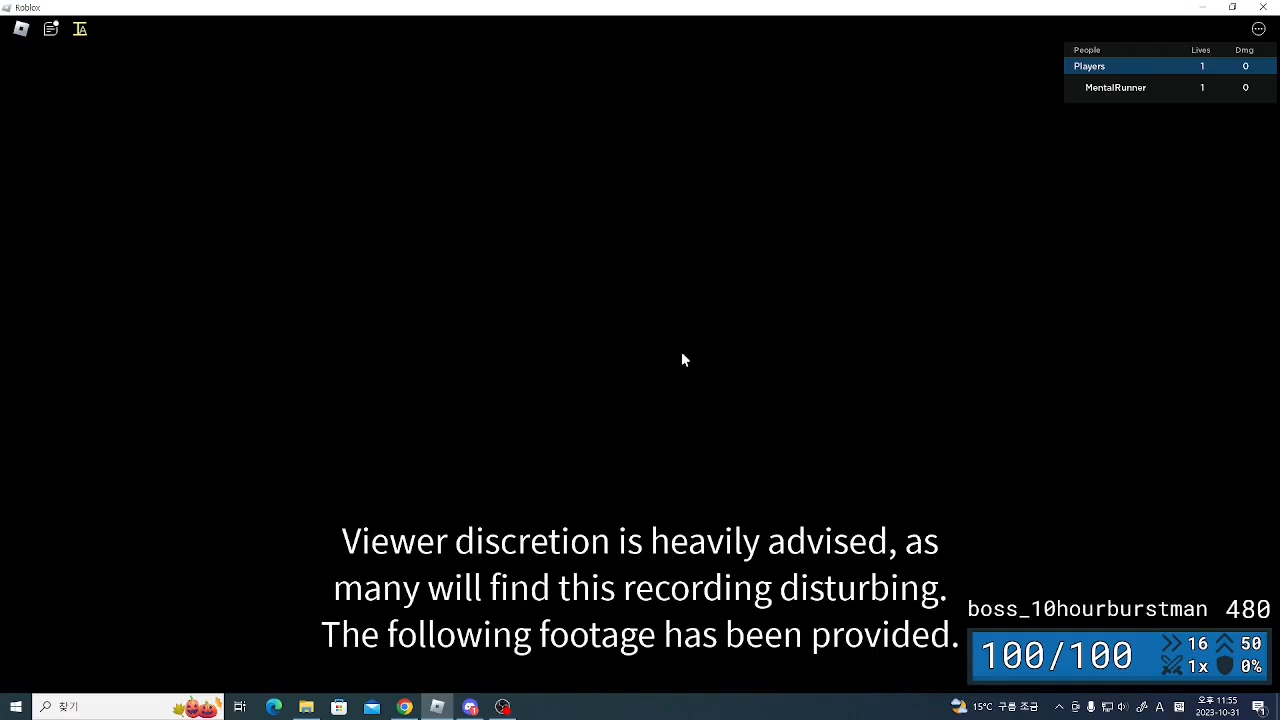 Roblox
People Lives Dmg
Players 1 0
MentalRunner 1 0
Viewer discretion is heavily advised, as
many will find this recording disturbing.
The following footage has been provided.
boss_10hourburstman 480
100/100 16 50
1x 0%
찾기
15°C 구름 조금
A
오후 11:55
2023-10-31